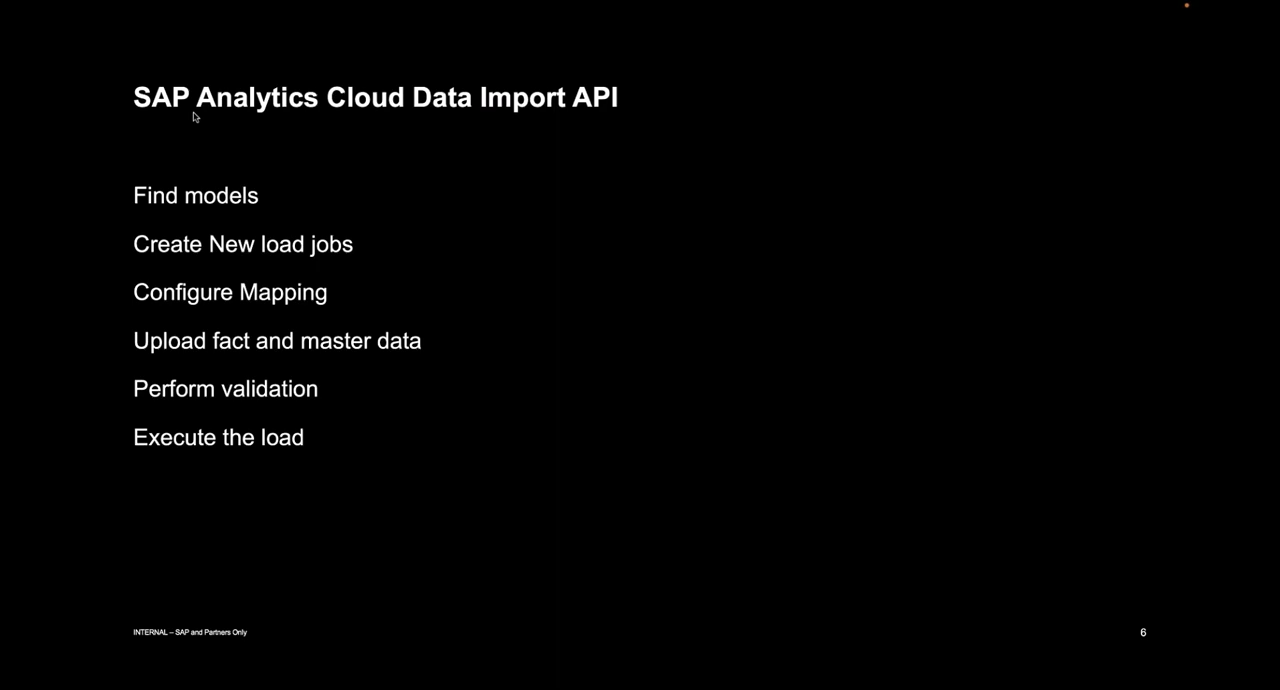 SAP Analytics Cloud Data Import API
Find models
Create New load jobs
Configure Mapping
Upload fact and master data
Perform validation
Execute the load
INTERNAL – SAP and Partners Only
6